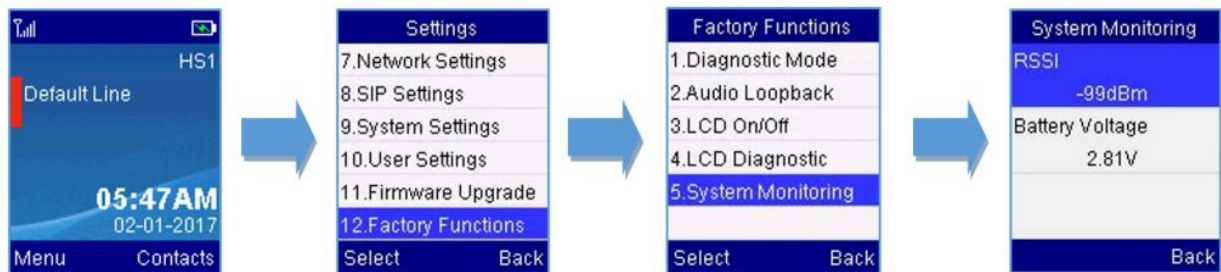 HS1
Default Line
05:47AM
02-01-2017
Menu Contacts
Settings
7.Network Settings
8.SIP Settings
9.System Settings
10.User Settings
11.Firmware Upgrade
12.Factory Functions
Select Back
Factory Functions
1.Diagnostic Mode
2.Audio Loopback
3.LCD On/Off
4.LCD Diagnostic
5.System Monitoring
Select Back
System Monitoring
RSSI
-99dBm
Battery Voltage
2.81V
Back